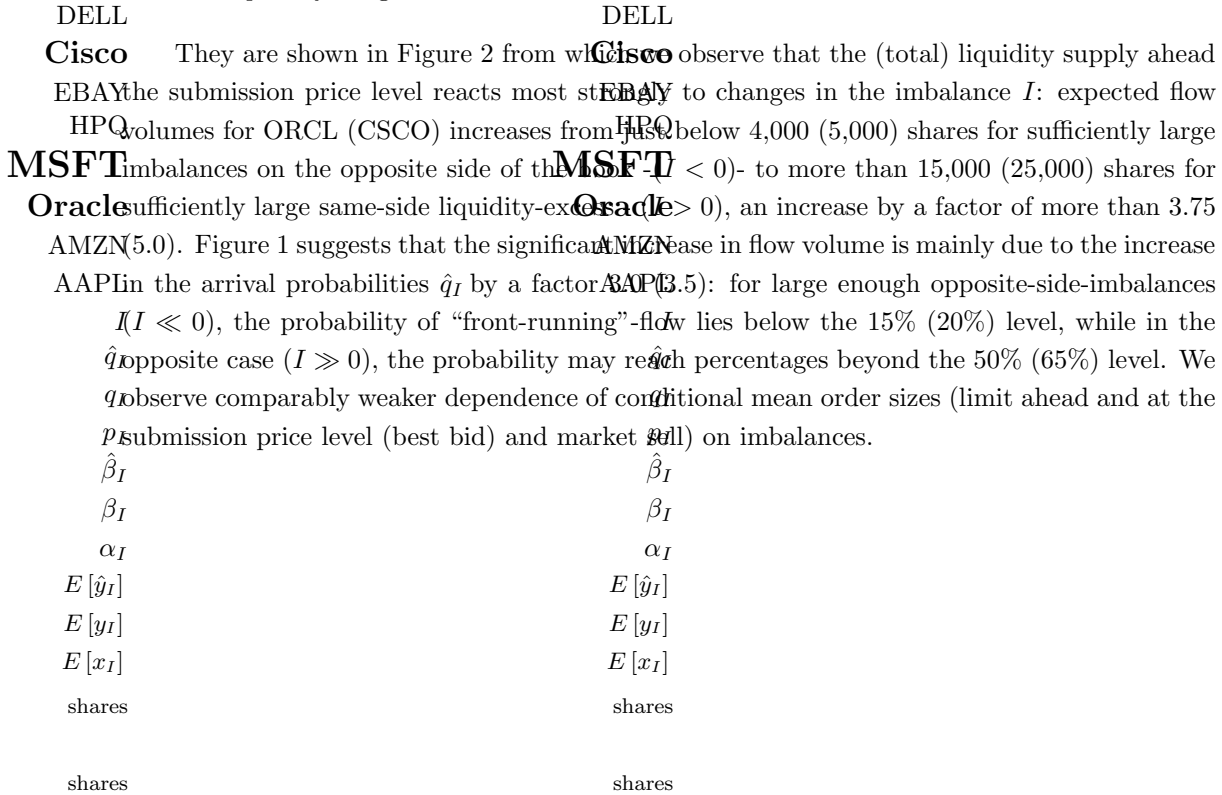 DELL DELL
Cisco Cisco
They are shown in Figure 2 from which we observe that the (total) liquidity supply ahead
EBAY EBAY
the submission price level reacts most strongly to changes in the imbalance I: expected flow
HPQ HPQ
volumes for ORCL (CSCO) increases from just below 4,000 (5,000) shares for sufficiently large
MSFT MSFT
imbalances on the opposite side of the book -(I < 0)- to more than 15,000 (25,000) shares for
Oracle Oracle
sufficiently large same-side liquidity-excess -(I > 0), an increase by a factor of more than 3.75
AMZN AMZN
(5.0). Figure 1 suggests that the significant increase in flow volume is mainly due to the increase
AAPL AAPL
in the arrival probabilities q̂_I by a factor 3.0 (3.5): for large enough opposite-side-imbalances
I I
(I ≪ 0), the probability of “front-running”-flow lies below the 15% (20%) level, while in the
q̂_I q̂_I
opposite case (I ≫ 0), the probability may reach percentages beyond the 50% (65%) level. We
q_I q_I
observe comparably weaker dependence of conditional mean order sizes (limit ahead and at the
p_I p_I
submission price level (best bid) and market sell) on imbalances.
β̂_I β̂_I
β_I β_I
α_I α_I
E [ŷ_I] E [ŷ_I]
E [y_I] E [y_I]
E [x_I] E [x_I]
shares shares
shares shares